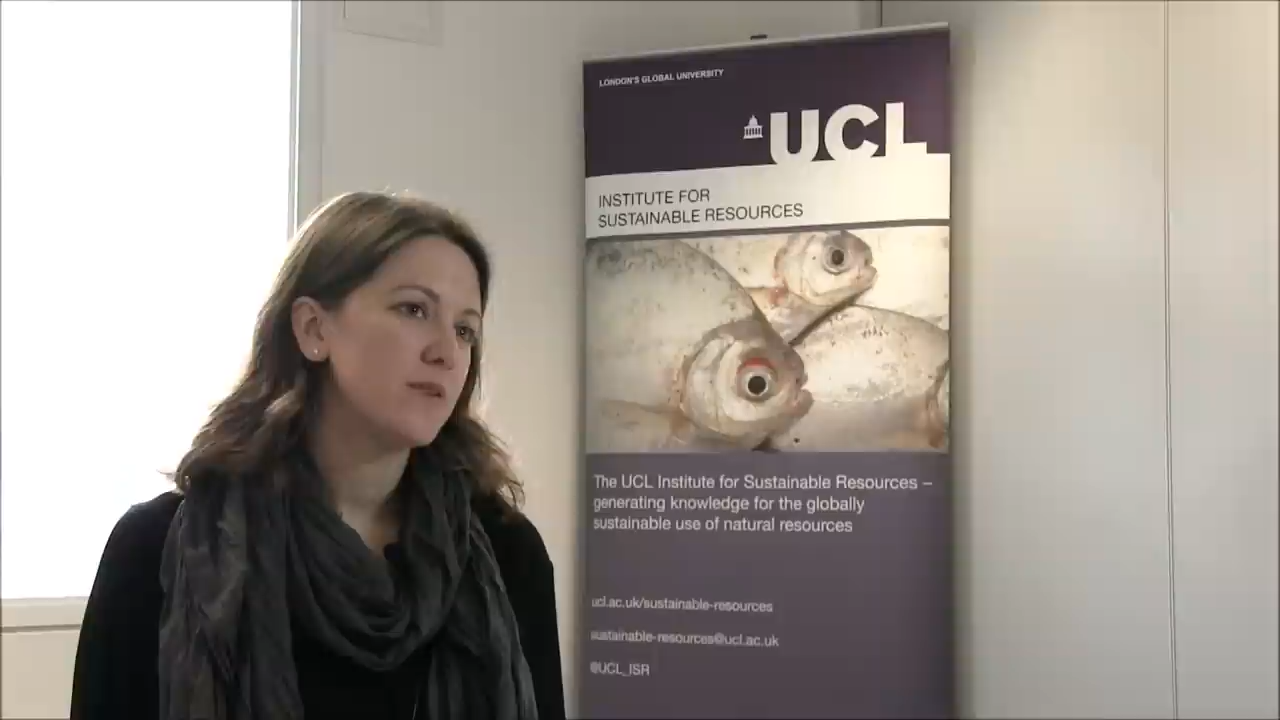 LONDON'S GLOBAL UNIVERSITY
UCL
INSTITUTE FOR
SUSTAINABLE RESOURCES
The UCL Institute for Sustainable Resources –
generating knowledge for the globally
sustainable use of natural resources
ucl.ac.uk/sustainable-resources
sustainable-resources@ucl.ac.uk
@UCL_ISR